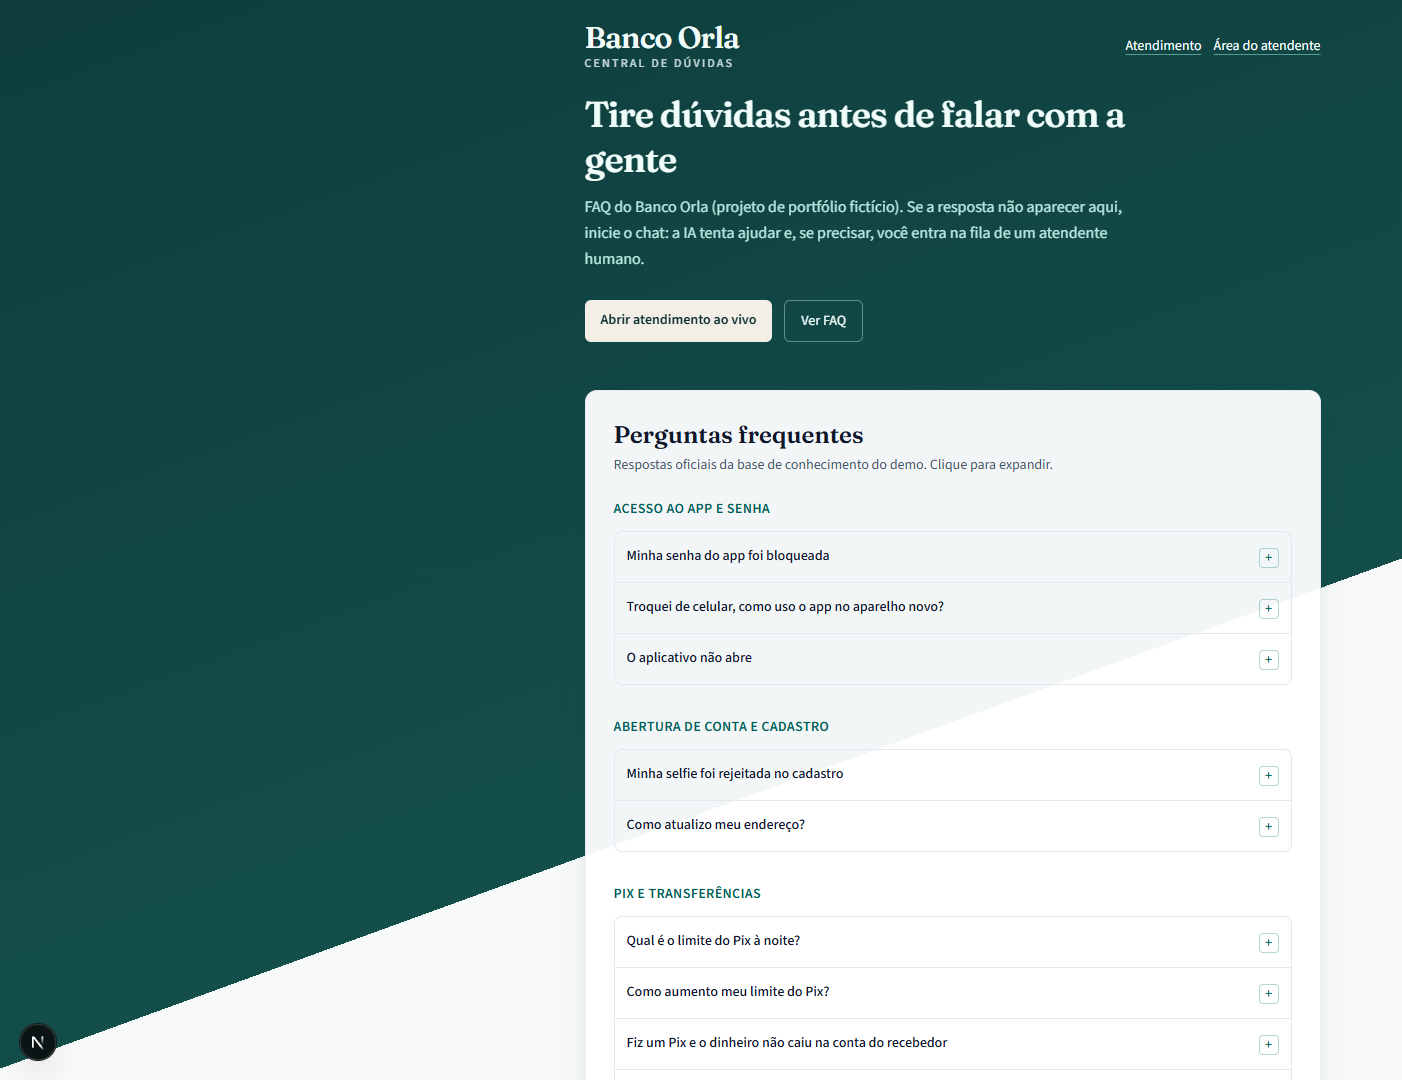 Banco Orla
CENTRAL DE DÚVIDAS
Atendimento
Área do atendente
Tire dúvidas antes de falar com a
gente
FAQ do Banco Orla (projeto de portfólio fictício). Se a resposta não aparecer aqui,
inicie o chat: a IA tenta ajudar e, se precisar, você entra na fila de um atendente
humano.
Abrir atendimento ao vivo
Ver FAQ
Perguntas frequentes
Respostas oficiais da base de conhecimento do demo. Clique para expandir.
ACESSO AO APP E SENHA
Minha senha do app foi bloqueada
+
Troquei de celular, como uso o app no aparelho novo?
+
O aplicativo não abre
+
ABERTURA DE CONTA E CADASTRO
Minha selfie foi rejeitada no cadastro
+
Como atualizo meu endereço?
+
PIX E TRANSFERÊNCIAS
Qual é o limite do Pix à noite?
+
Como aumento meu limite do Pix?
+
Fiz um Pix e o dinheiro não caiu na conta do recebedor
+
N